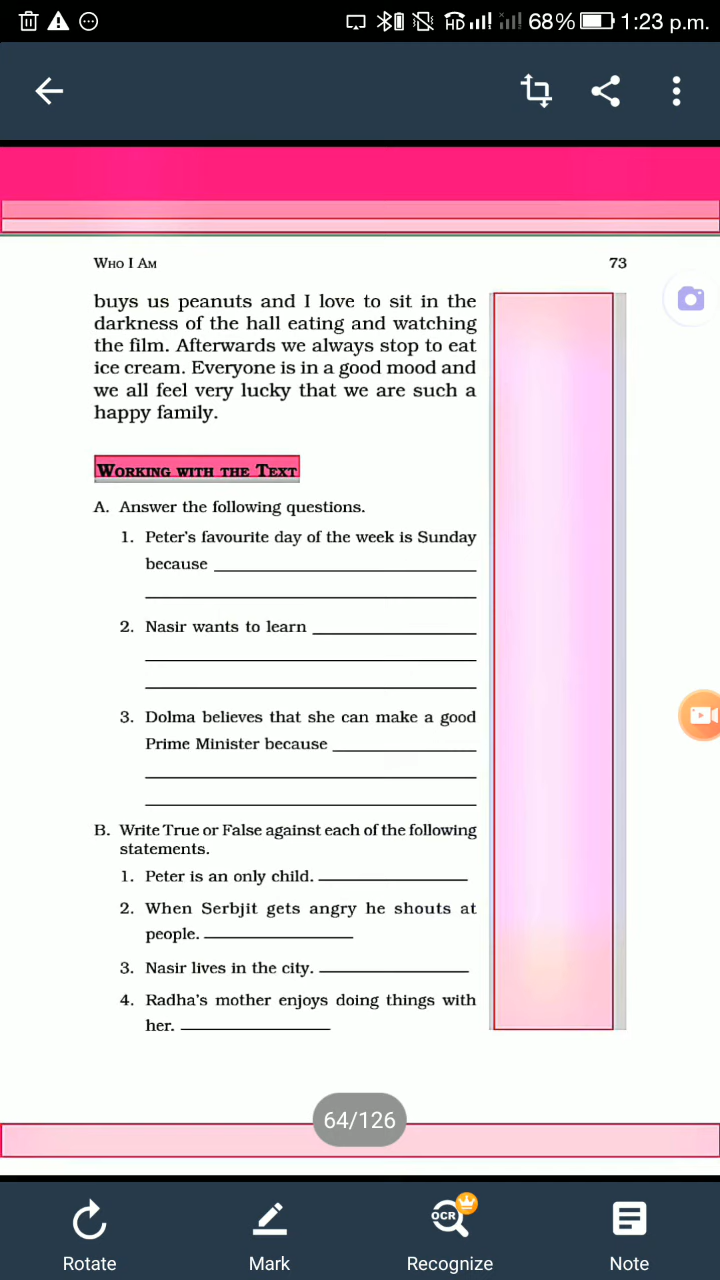 HD 68% 1:23 p.m.
WHO I AM 73
buys us peanuts and I love to sit in the
darkness of the hall eating and watching
the film. Afterwards we always stop to eat
ice cream. Everyone is in a good mood and
we all feel very lucky that we are such a
happy family.
WORKING WITH THE TEXT
A. Answer the following questions.
1. Peter's favourite day of the week is Sunday
because
2. Nasir wants to learn
3. Dolma believes that she can make a good
Prime Minister because
B. Write True or False against each of the following
statements.
1. Peter is an only child.
2. When Serbjit gets angry he shouts at
people.
3. Nasir lives in the city.
4. Radha's mother enjoys doing things with
her.
64/126
OCR
Rotate Mark Recognize Note